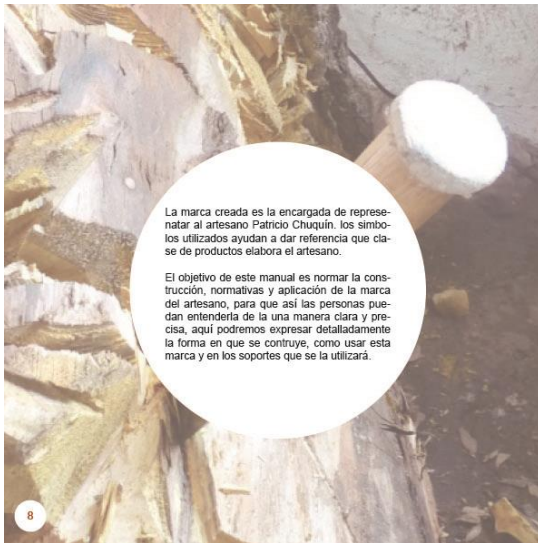 La marca creada es la encargada de represe-
natar al artesano Patricio Chuquín. los simbo-
los utilizados ayudan a dar referencia que cla-
se de productos elabora el artesano.
El objetivo de este manual es normar la cons-
trucción, normativas y aplicación de la marca
del artesano, para que así las personas pue-
dan entenderla de la una manera clara y pre-
cisa, aquí podremos expresar detalladamente
la forma en que se contruye, como usar esta
marca y en los soportes que se la utilizará.
8